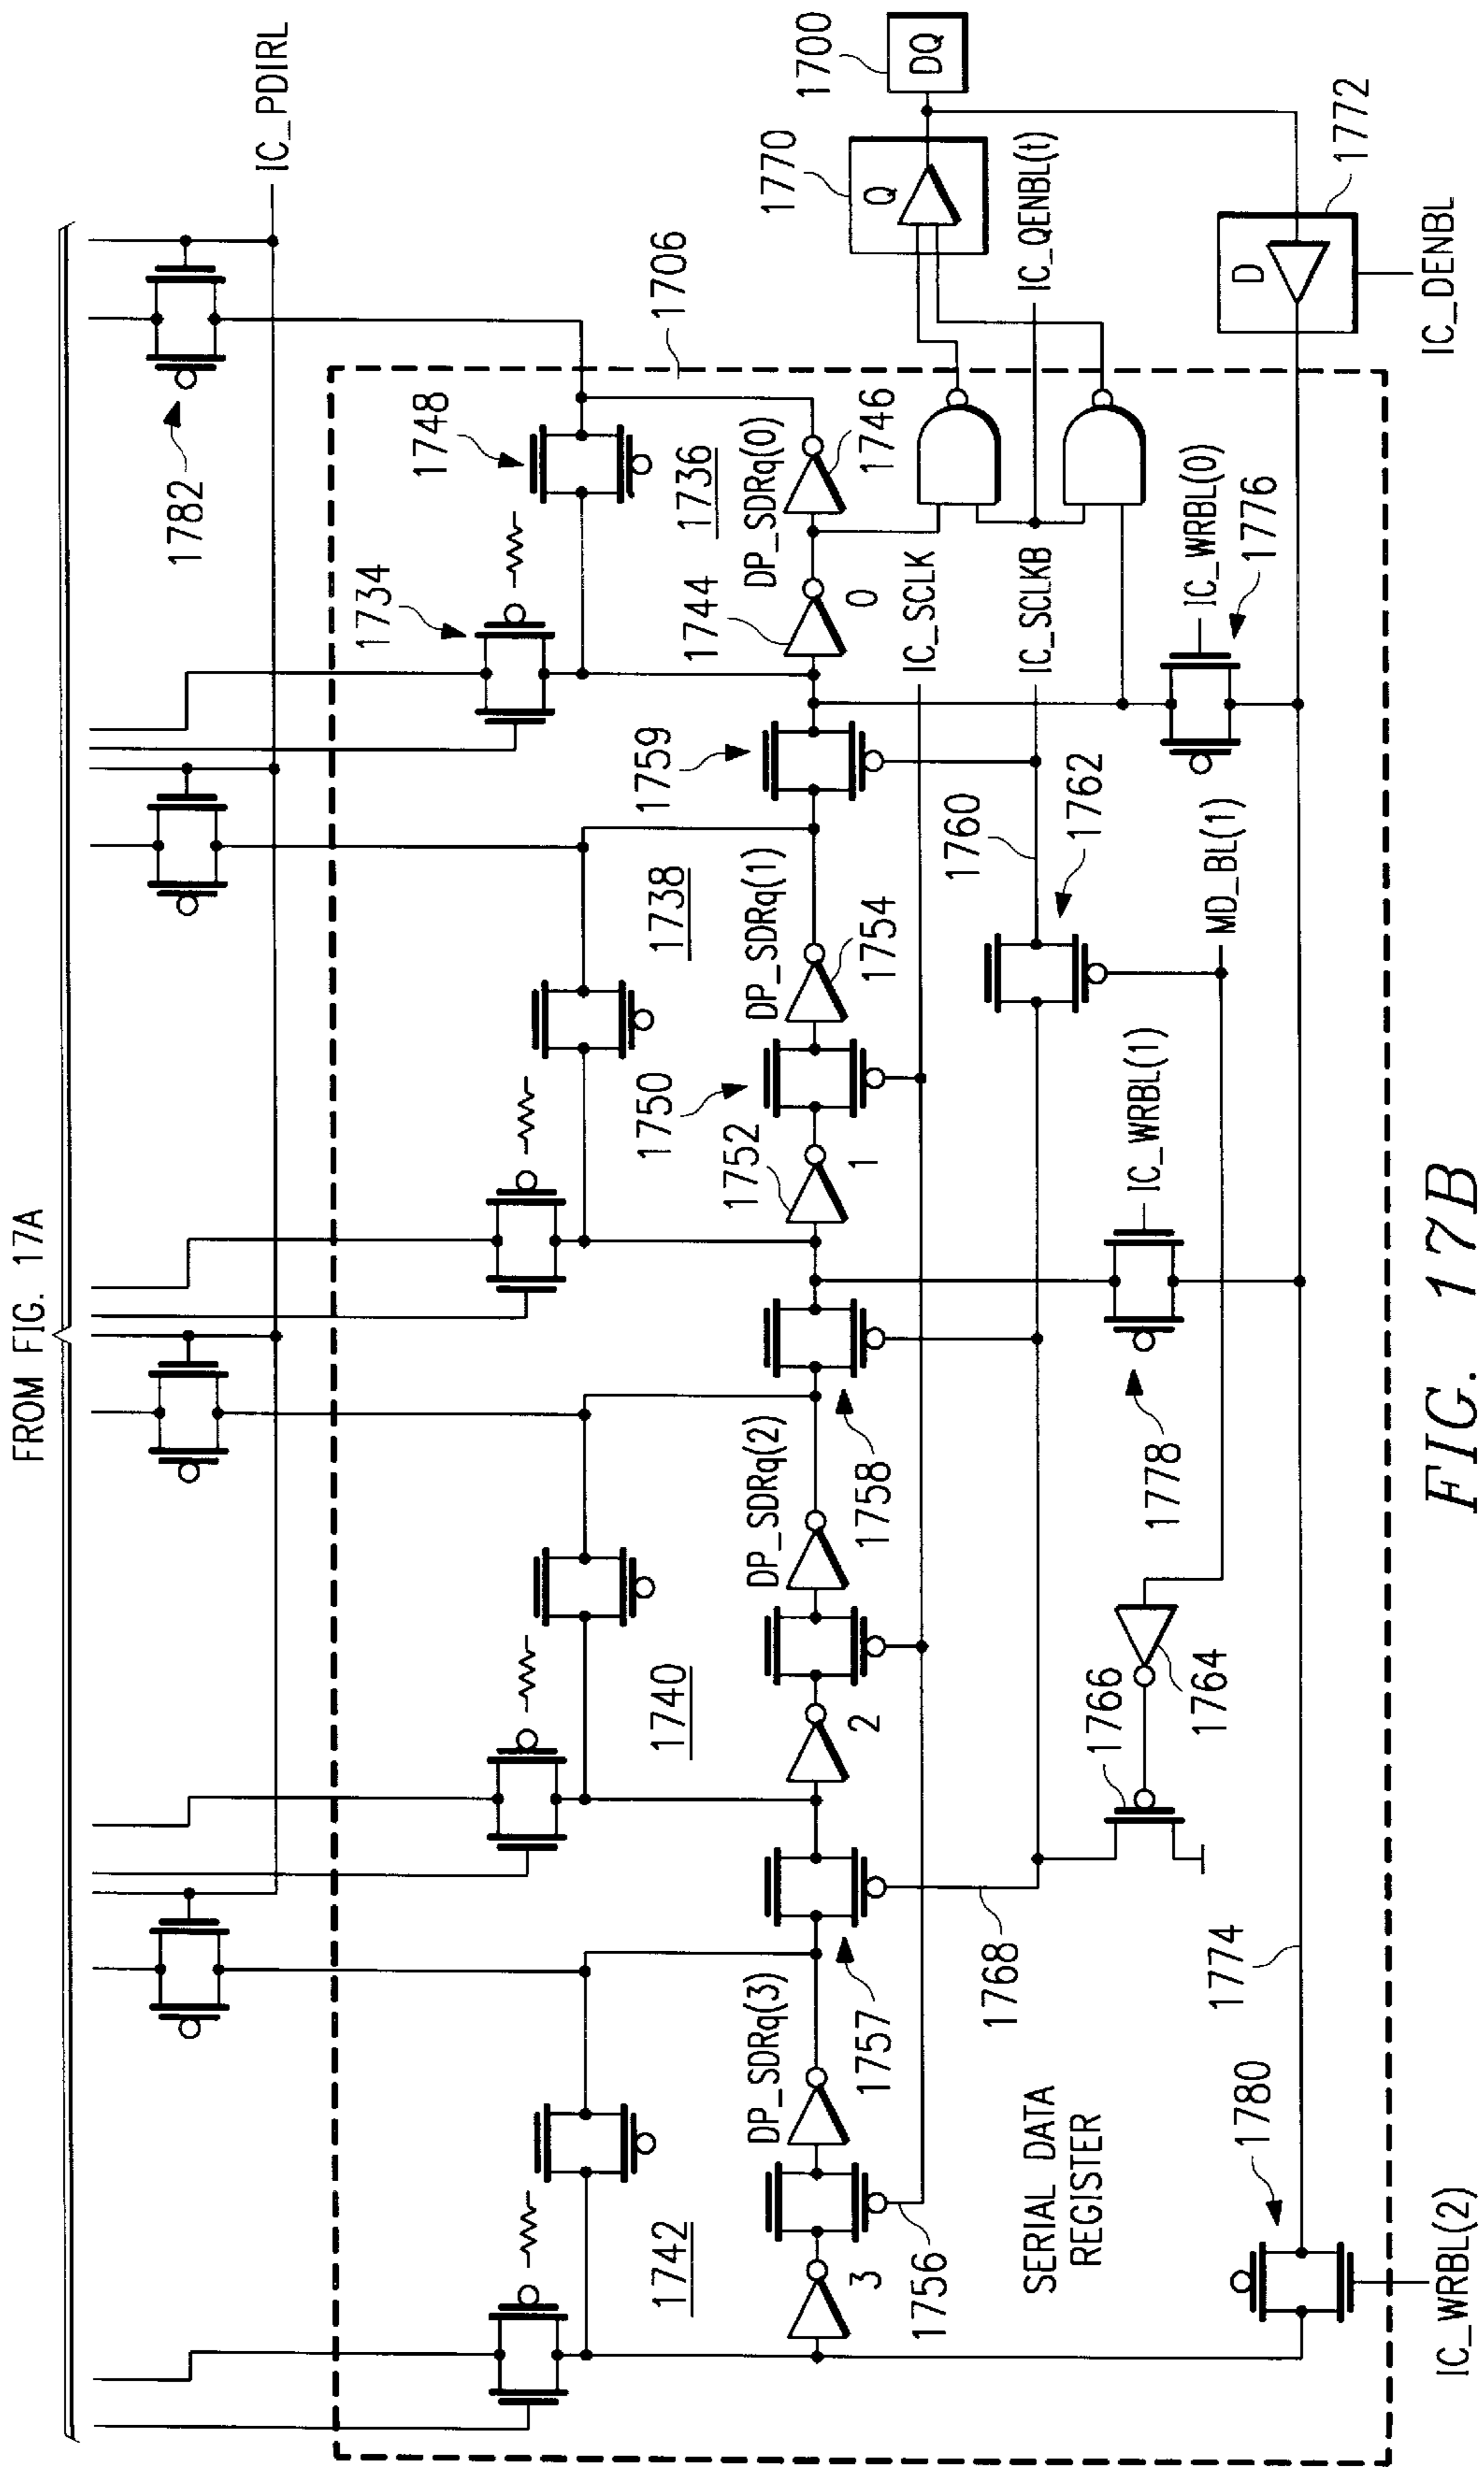 FROM FIG. 17A
IC_PDIRL
1782
1734
1748
1706
1770
1700
DQ
Q
1736
DP_SDRq(0)
1744
0
1746
IC_QENBL(t)
1738
1759
DP_SDRq(1)
1750
1752
1
1754
IC_SCLK
IC_SCLKB
1740
DP_SDRq(2)
2
1758
1760
1762
MD_BL(1)
IC_WRBL(0)
1776
D
1772
IC_DENBL
1742
DP_SDRq(3)
3
1756
1757
1768
IC_WRBL(1)
1778
1766
1764
SERIAL DATA
REGISTER
1774
1780
IC_WRBL(2)
FIG. 17B